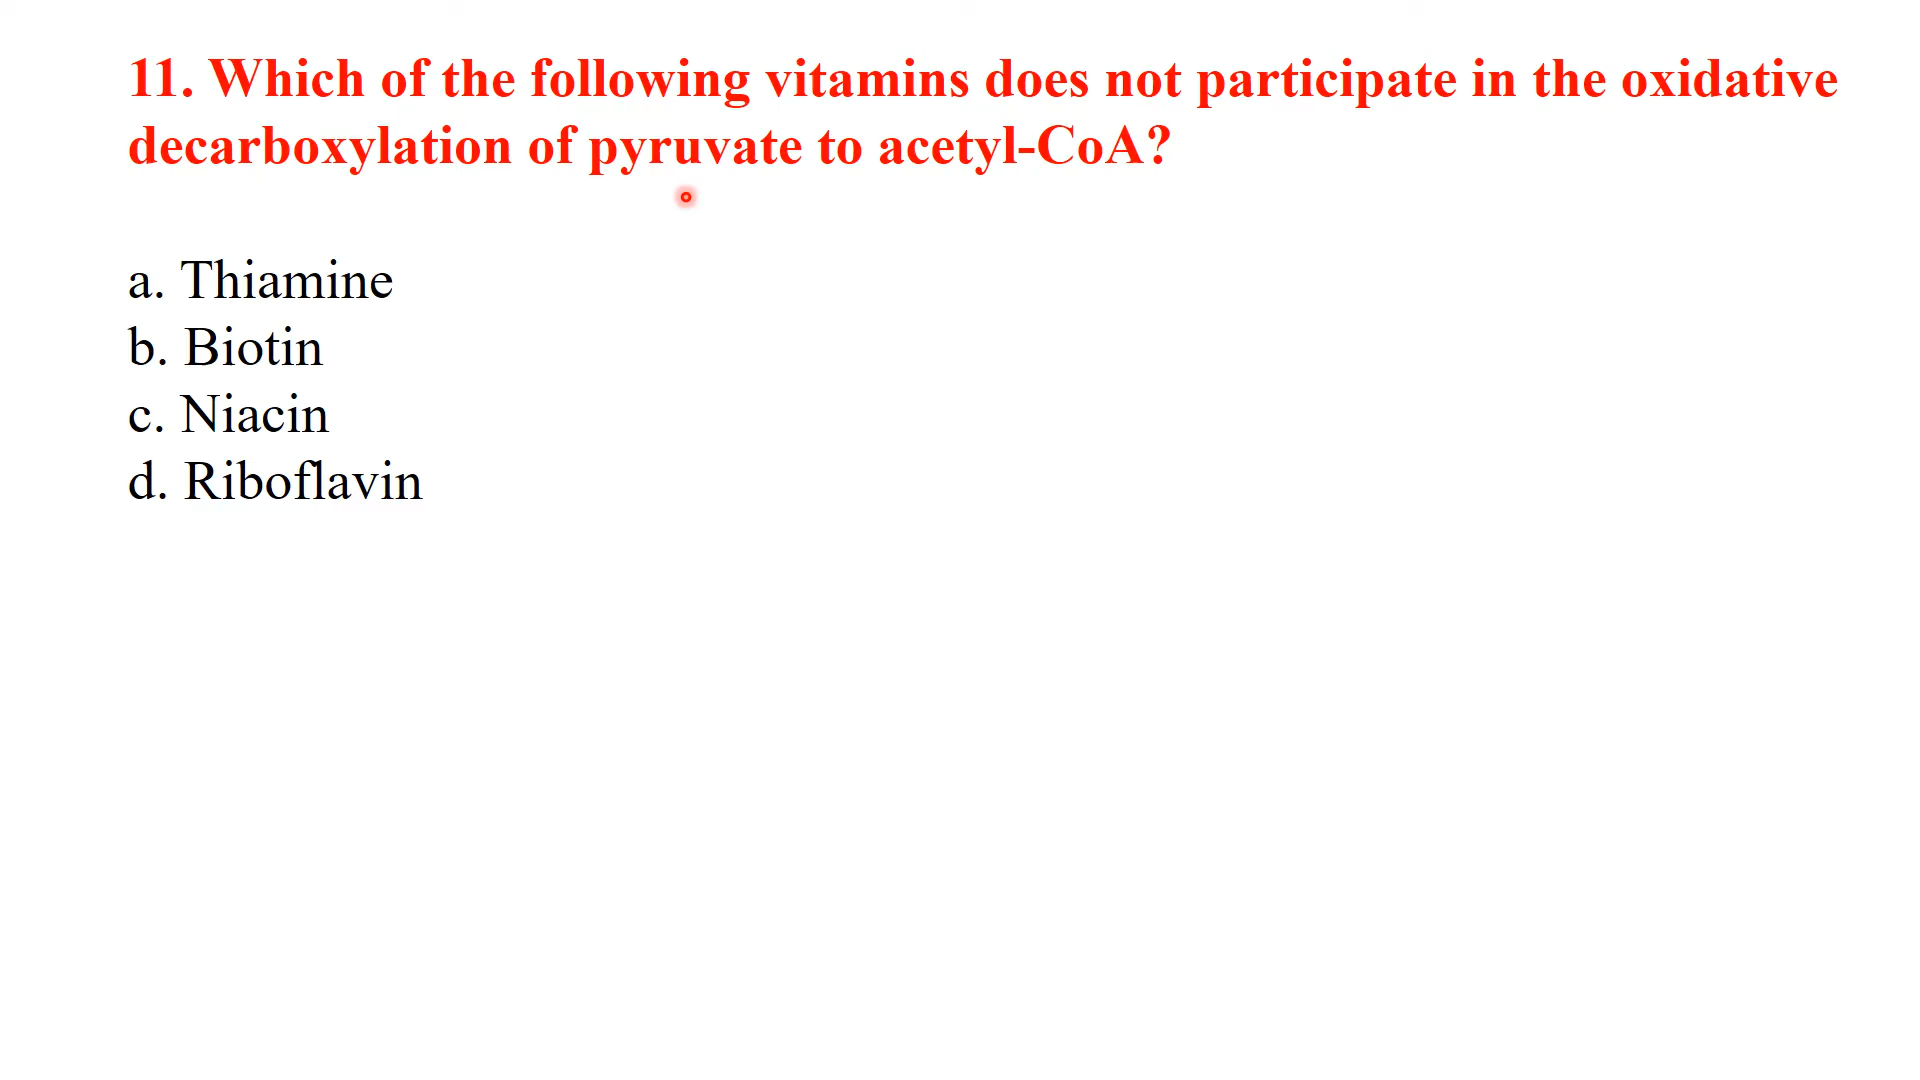 11. Which of the following vitamins does not participate in the oxidative
decarboxylation of pyruvate to acetyl-CoA?
a. Thiamine
b. Biotin
c. Niacin
d. Riboflavin